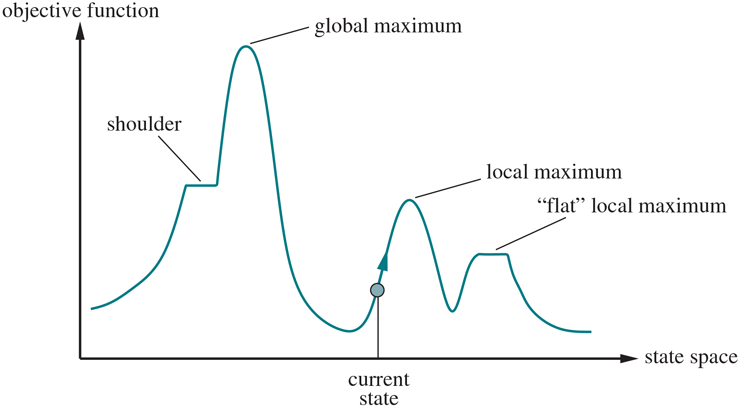 objective function
global maximum
shoulder
local maximum
“flat” local maximum
state space
current
state